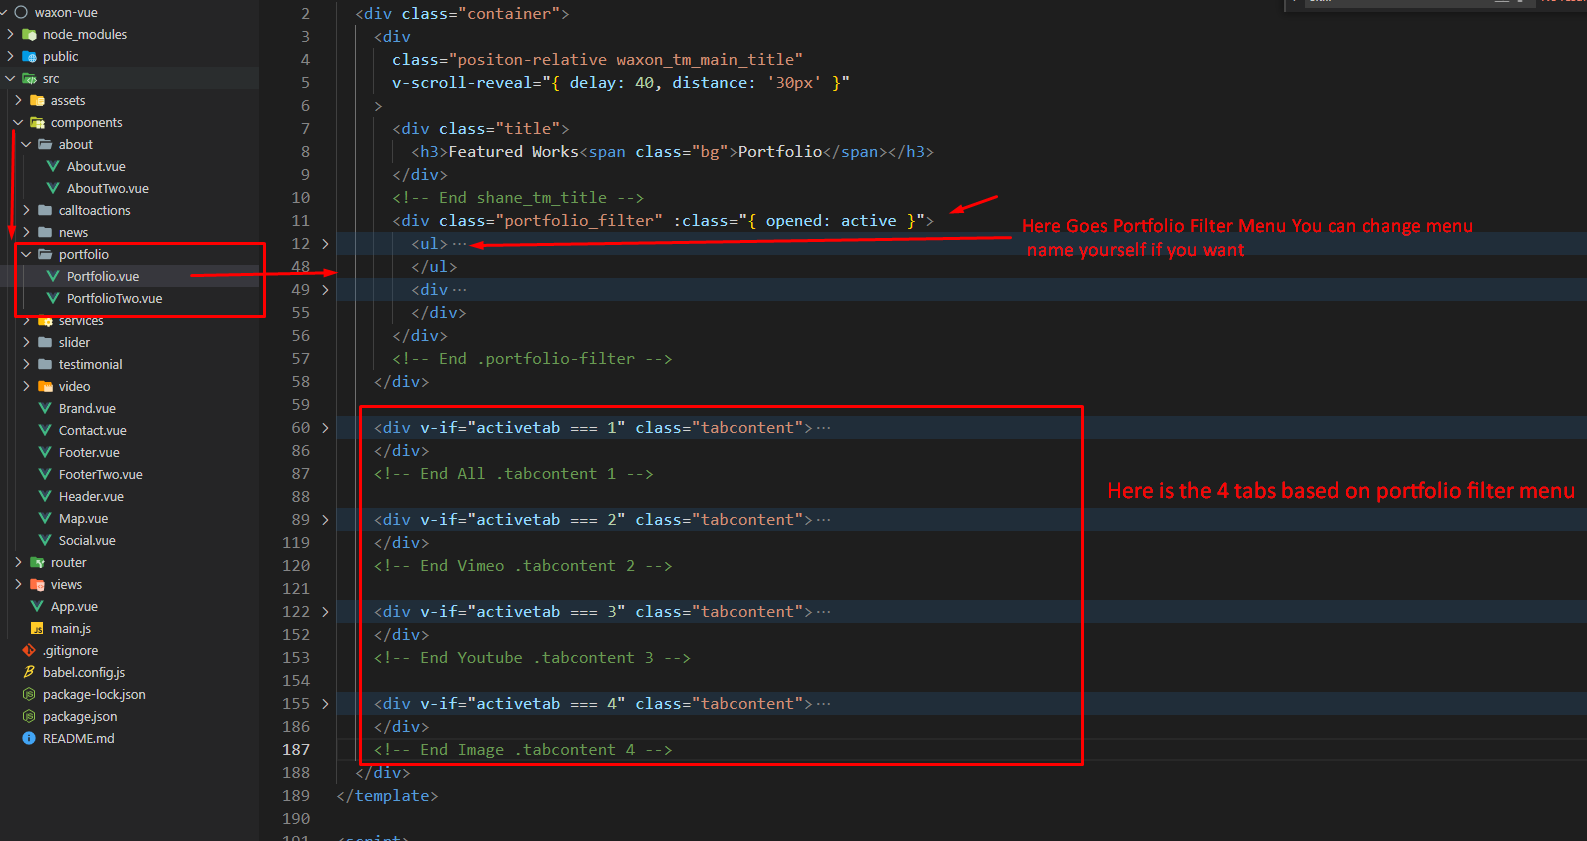 waxon-vue
node_modules
public
src
assets
components
about
About.vue
AboutTwo.vue
calltoactions
news
portfolio
Portfolio.vue
PortfolioTwo.vue
services
slider
testimonial
video
Brand.vue
Contact.vue
Footer.vue
FooterTwo.vue
Header.vue
Map.vue
Social.vue
router
views
App.vue
main.js
.gitignore
babel.config.js
package-lock.json
package.json
README.md
2 <div class="container">
3 <div
4 class="positon-relative waxon_tm_main_title"
5 v-scroll-reveal="{ delay: 40, distance: '30px' }"
6 >
7 <div class="title">
8 <h3>Featured Works<span class="bg">Portfolio</span></h3>
9 </div>
10 <!-- End shane_tm_title -->
11 <div class="portfolio_filter" :class="{ opened: active }">
12 <ul>···
48 </ul>
49 <div···
55 </div>
56 </div>
57 <!-- End .portfolio-filter -->
58 </div>
59
60 <div v-if="activetab === 1" class="tabcontent">···
86 </div>
87 <!-- End All .tabcontent 1 -->
88
89 <div v-if="activetab === 2" class="tabcontent">···
119 </div>
120 <!-- End Vimeo .tabcontent 2 -->
121
122 <div v-if="activetab === 3" class="tabcontent">···
152 </div>
153 <!-- End Youtube .tabcontent 3 -->
154
155 <div v-if="activetab === 4" class="tabcontent">···
186 </div>
187 <!-- End Image .tabcontent 4 -->
188 </div>
189 </template>
190
191 <script>
Here Goes Portfolio Filter Menu You can change menu
name yourself if you want
Here is the 4 tabs based on portfolio filter menu